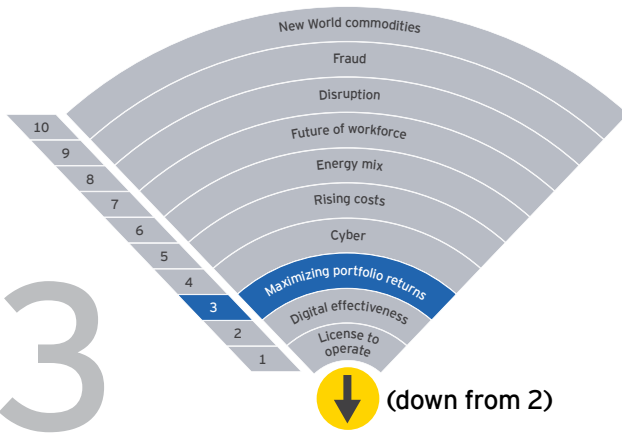 New World commodities
Fraud
Disruption
Future of workforce
Energy mix
Rising costs
Cyber
Maximizing portfolio returns
Digital effectiveness
License to
operate
10
9
8
7
6
5
4
3
2
1
3
(down from 2)